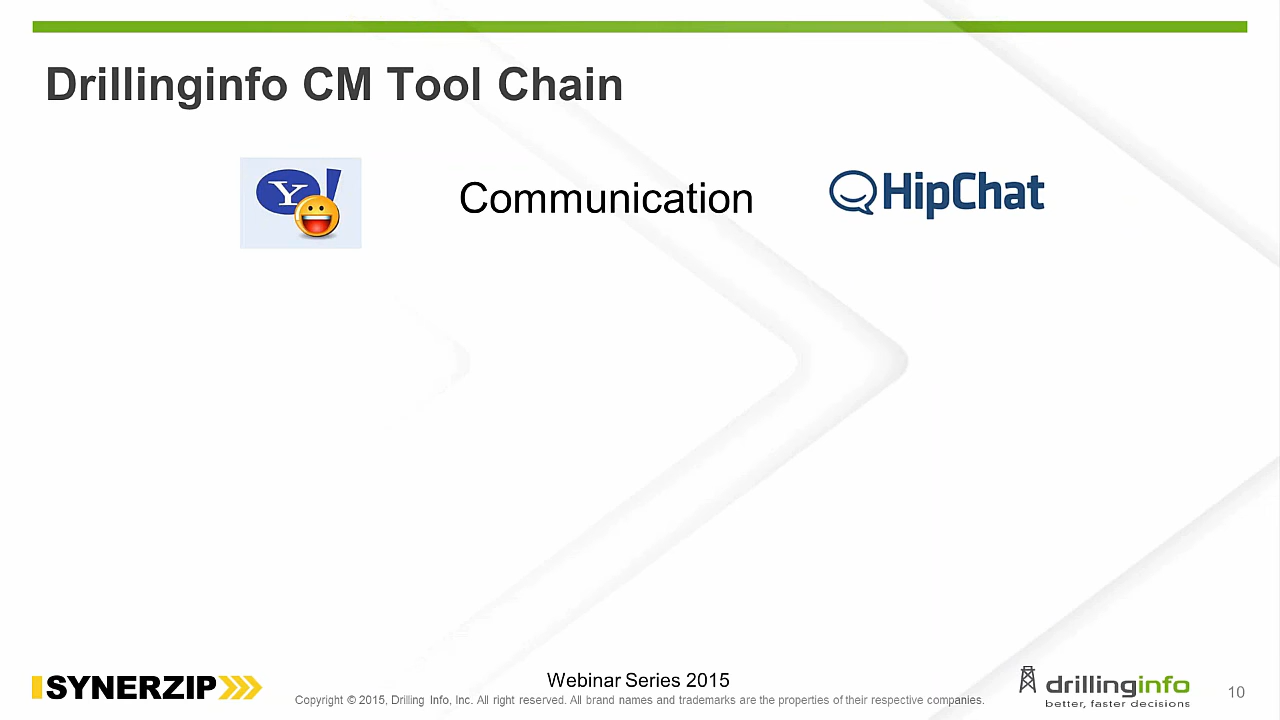 Drillinginfo CM Tool Chain
Y!
Communication
HipChat
SYNERZIP
Webinar Series 2015
Copyright © 2015, Drilling Info, Inc. All right reserved. All brand names and trademarks are the properties of their respective companies.
drillinginfo
better, faster decisions
10